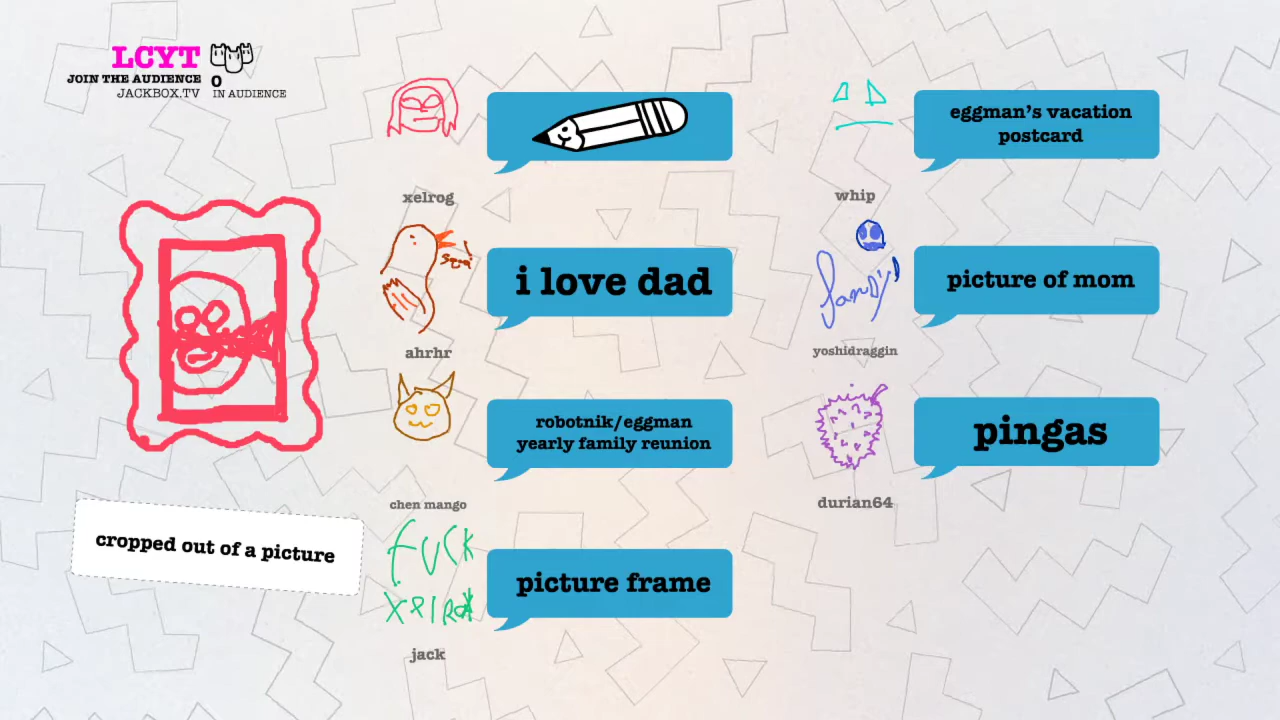 LCYT
JOIN THE AUDIENCE
JACKBOX.TV
0
IN AUDIENCE
xelrog
eggman's vacation
postcard
whip
i love dad
ahrhr
picture of mom
yoshidraggin
robotnik/eggman
yearly family reunion
chen mango
pingas
durian64
cropped out of a picture
FUCK
picture frame
jack